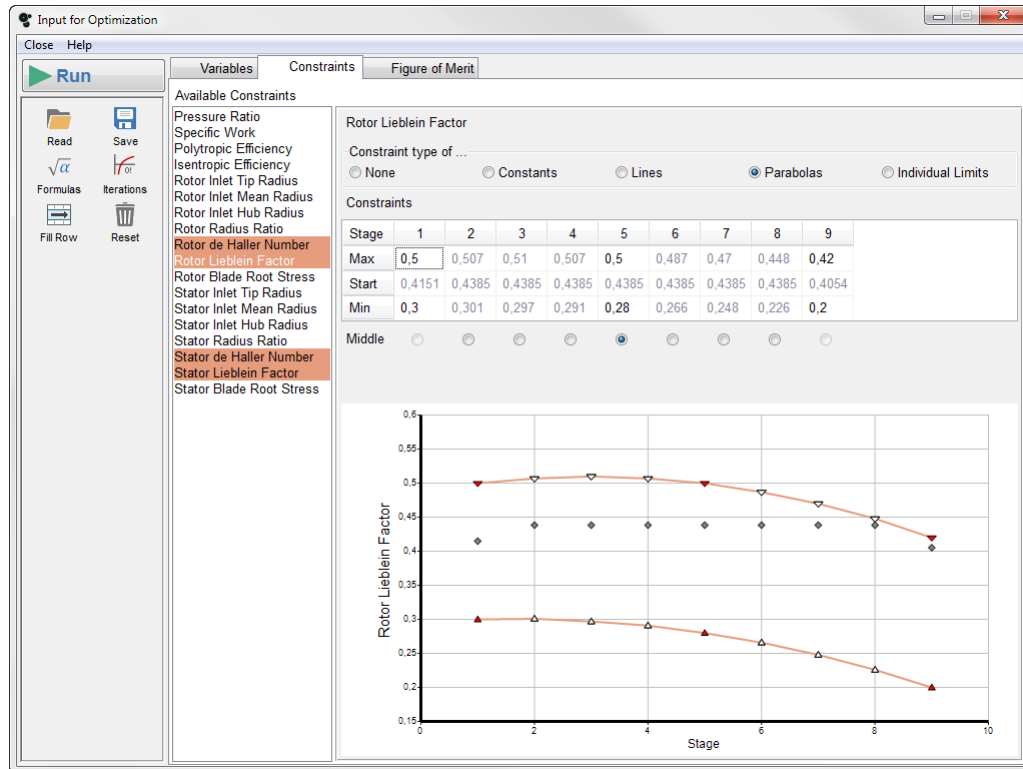 Input for Optimization
Close Help
Run
Read Save
Formulas Iterations
Fill Row Reset
Variables Constraints Figure of Merit
Available Constraints
Pressure Ratio
Specific Work
Polytropic Efficiency
Isentropic Efficiency
Rotor Inlet Tip Radius
Rotor Inlet Mean Radius
Rotor Inlet Hub Radius
Rotor Radius Ratio
Rotor de Haller Number
Rotor Lieblein Factor
Rotor Blade Root Stress
Stator Inlet Tip Radius
Stator Inlet Mean Radius
Stator Inlet Hub Radius
Stator Radius Ratio
Stator de Haller Number
Stator Lieblein Factor
Stator Blade Root Stress
Rotor Lieblein Factor
Constraint type of ...
None Constants Lines Parabolas Individual Limits
Constraints
Stage 1 2 3 4 5 6 7 8 9
Max 0,5 0,507 0,51 0,507 0,5 0,487 0,47 0,448 0,42
Start 0,4151 0,4385 0,4385 0,4385 0,4385 0,4385 0,4385 0,4385 0,4054
Min 0,3 0,301 0,297 0,291 0,28 0,266 0,248 0,226 0,2
Middle
Rotor Lieblein Factor
0,6
0,55
0,5
0,45
0,4
0,35
0,3
0,25
0,2
0,15
0 2 4 6 8 10
Stage